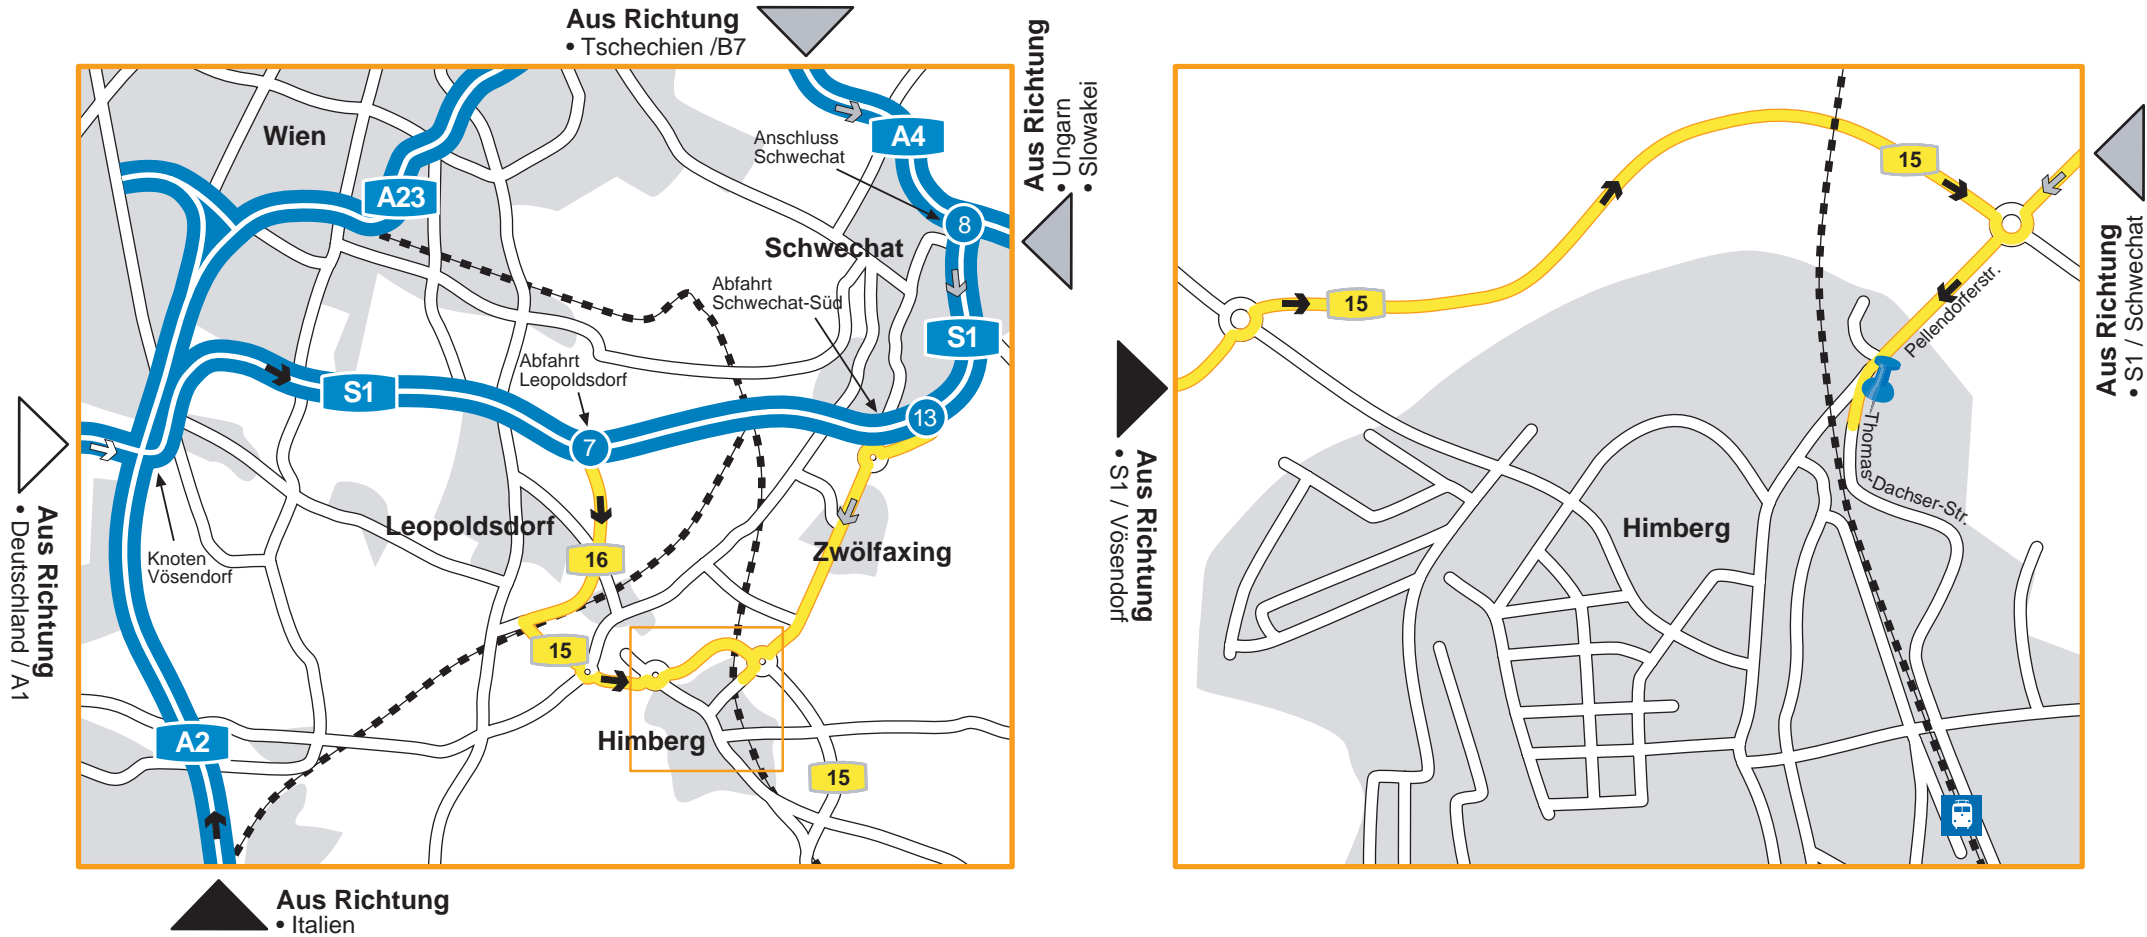 Aus Richtung
• Tschechien /B7
Aus Richtung
• Ungarn
• Slowakei
Wien
A23
A4
Anschluss
Schwechat
8
Schwechat
Abfahrt
Schwechat-Süd
S1
Abfahrt
Leopoldsdorf
S1
7
13
Leopoldsdorf
16
Zwölfaxing
Knoten
Vösendorf
15
Himberg
A2
15
Aus Richtung
• Deutschland / A1
Aus Richtung
• Italien
15
15
Aus Richtung
• S1 / Schwechat
Pellendorferstr.
Thomas-Dachser-Str.
Himberg
Aus Richtung
• S1 / Vösendorf